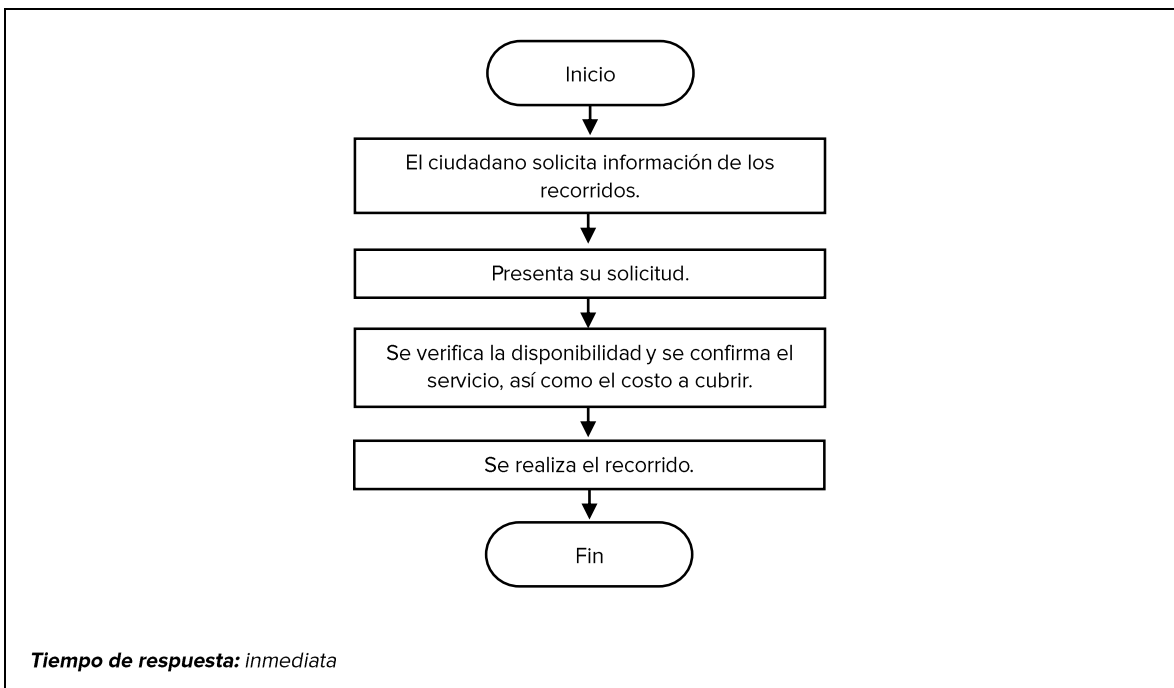 Inicio
El ciudadano solicita información de los
recorridos.
Presenta su solicitud.
Se verifica la disponibilidad y se confirma el
servicio, así como el costo a cubrir.
Se realiza el recorrido.
Fin
Tiempo de respuesta: inmediata